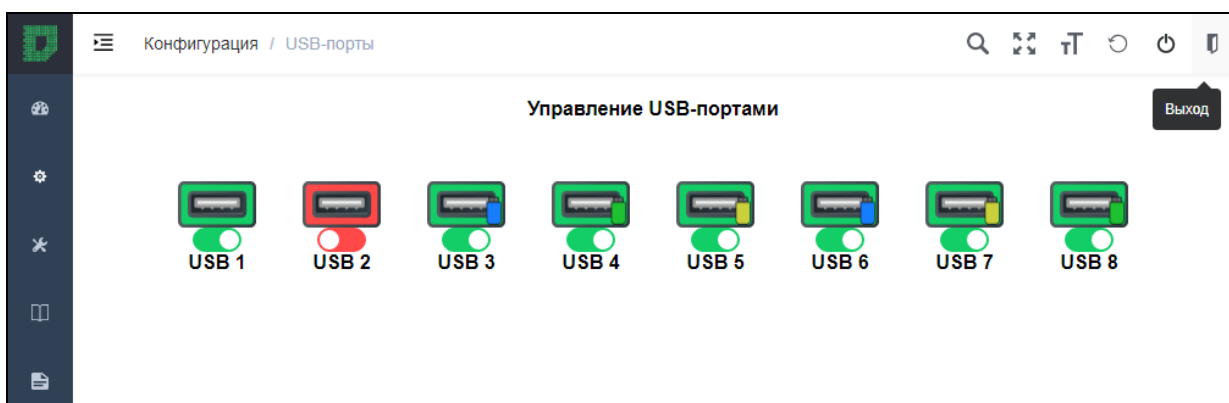 Конфигурация / USB-порты
Выход
Управление USB-портами
USB 1 USB 2 USB 3 USB 4 USB 5 USB 6 USB 7 USB 8